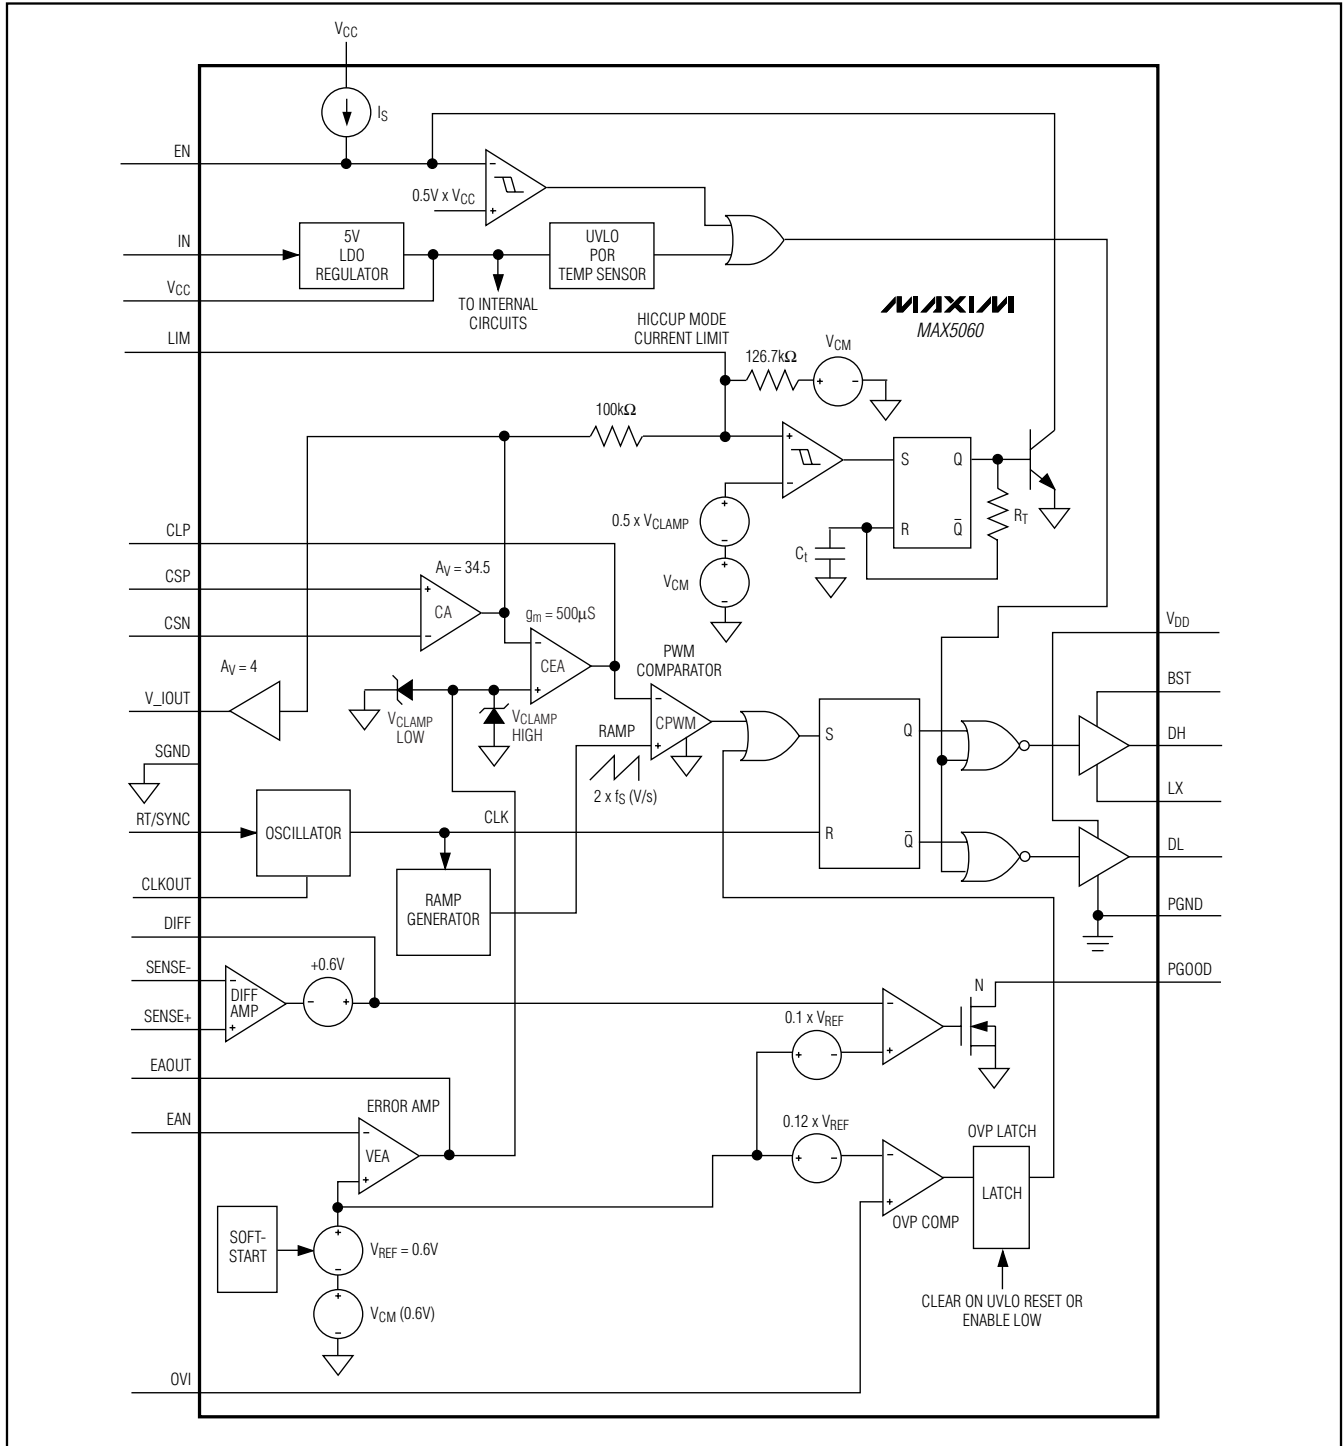 VCC
IS
EN
0.5V x VCC
IN
5V
LDO
REGULATOR
UVLO
POR
TEMP SENSOR
VCC
TO INTERNAL
CIRCUITS
MAXIM
MAX5060
LIM
HICCUP MODE
CURRENT LIMIT
126.7kΩ
VCM
100kΩ
S
Q
R
Q̅
RT
Ct
0.5 x VCLAMP
VCM
CLP
CSP
CSN
AV = 34.5
CA
gm = 500µS
CEA
AV = 4
V_IOUT
VCLAMP
LOW
VCLAMP
HIGH
PWM
COMPARATOR
CPWM
RAMP
2 x fS (V/s)
S
Q
R
Q̅
VDD
BST
DH
LX
DL
PGND
SGND
RT/SYNC
OSCILLATOR
CLK
CLKOUT
RAMP
GENERATOR
DIFF
SENSE-
SENSE+
DIFF
AMP
+0.6V
PGOOD
N
0.1 x VREF
EAOUT
EAN
ERROR AMP
VEA
0.12 x VREF
OVP LATCH
LATCH
OVP COMP
SOFT-
START
VREF = 0.6V
VCM (0.6V)
CLEAR ON UVLO RESET OR
ENABLE LOW
OVI